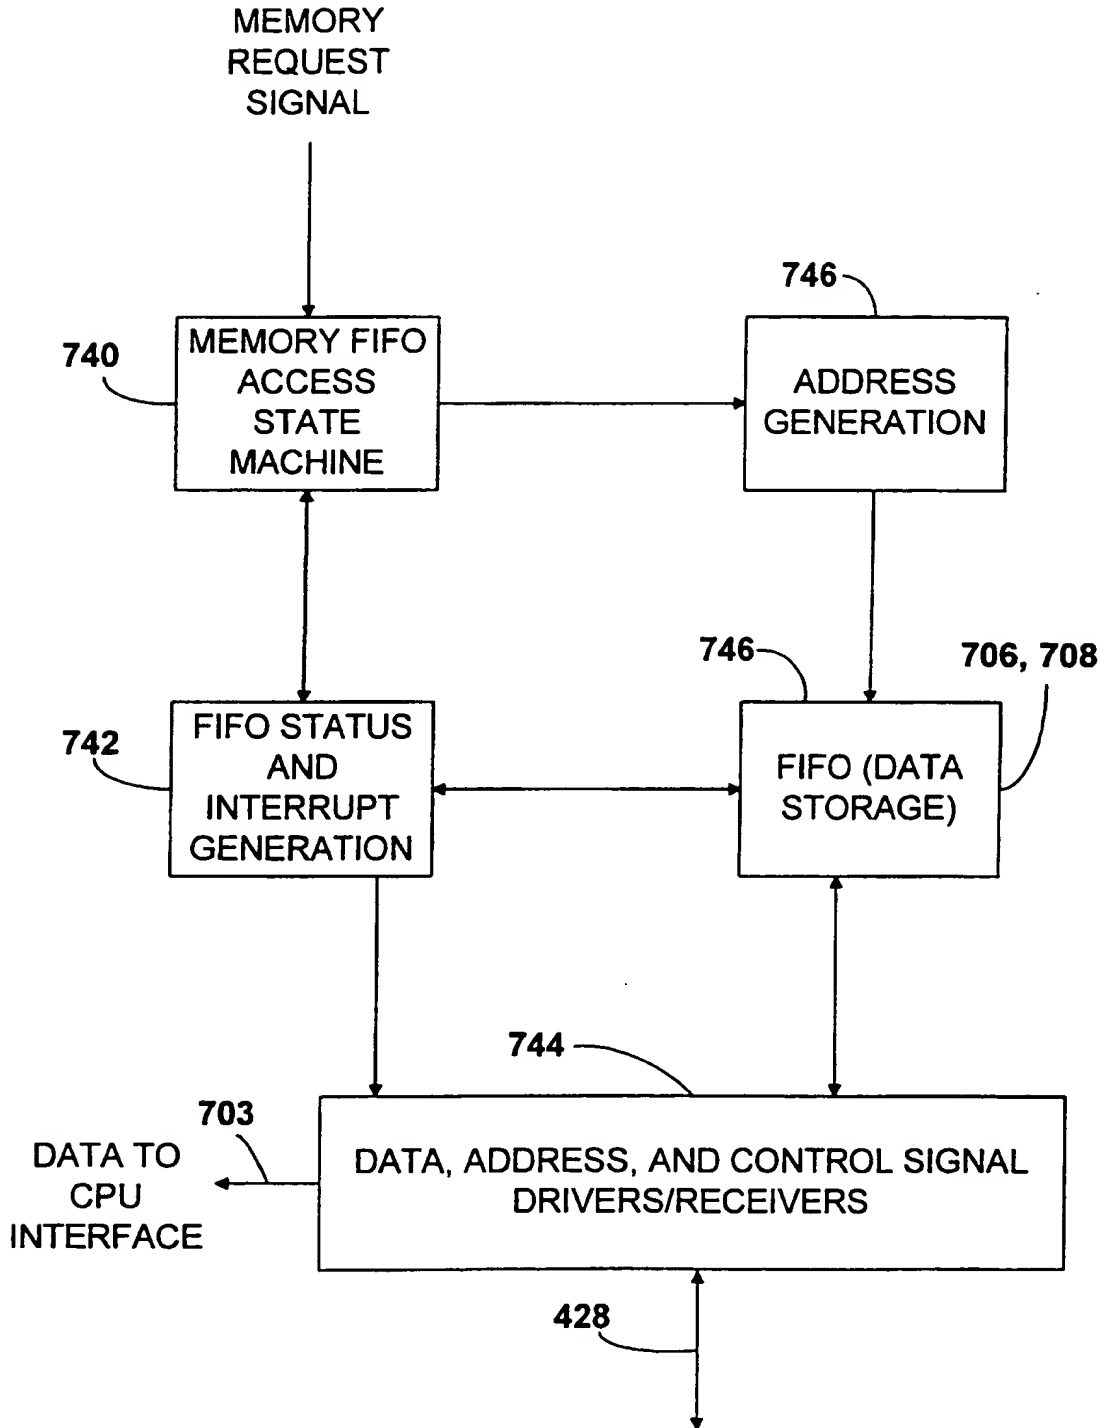 MEMORY
REQUEST
SIGNAL
746
740
MEMORY FIFO
ACCESS
STATE
MACHINE
ADDRESS
GENERATION
746
706, 708
742
FIFO STATUS
AND
INTERRUPT
GENERATION
FIFO (DATA
STORAGE)
744
703
DATA TO
CPU
INTERFACE
DATA, ADDRESS, AND CONTROL SIGNAL
DRIVERS/RECEIVERS
428